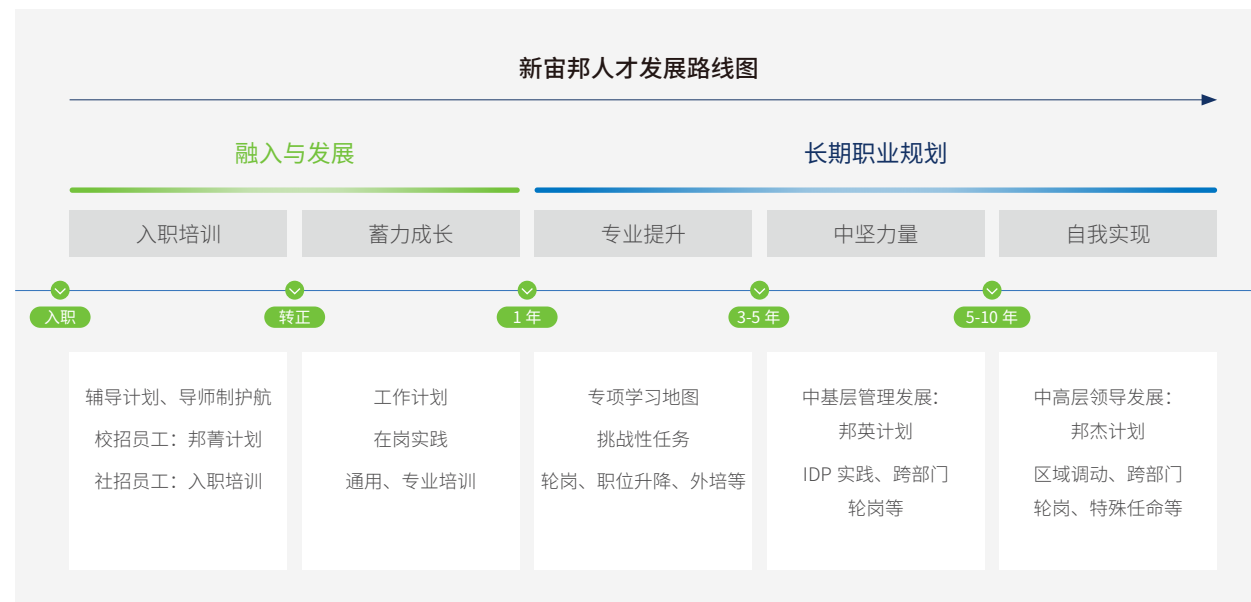 新宙邦人才发展路线图
融入与发展
长期职业规划
入职培训
蓄力成长
专业提升
中坚力量
自我实现
入职
转正
1 年
3-5 年
5-10 年
辅导计划、导师制护航
校招员工：邦菁计划
社招员工：入职培训
工作计划
在岗实践
通用、专业培训
专项学习地图
挑战性任务
轮岗、职位升降、外培等
中基层管理发展：
邦英计划
IDP 实践、跨部门
轮岗等
中高层领导发展：
邦杰计划
区域调动、跨部门
轮岗、特殊任命等